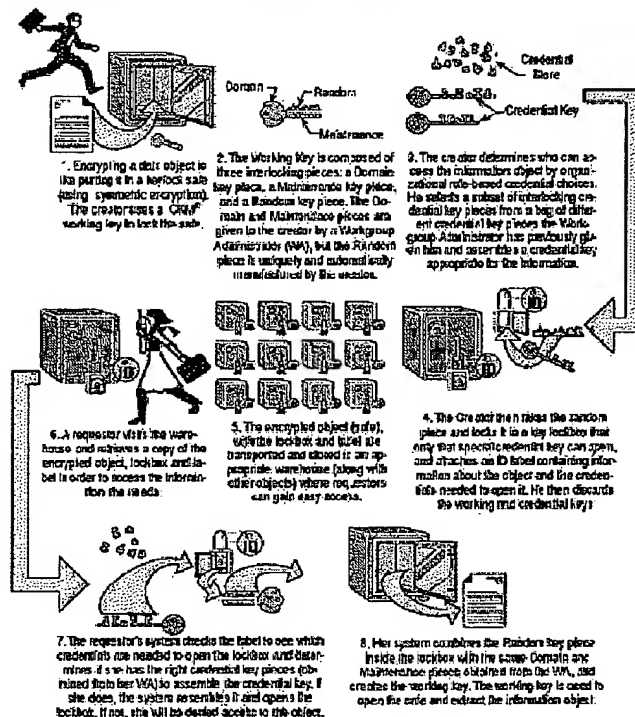 Domain
Random
Maintenance
Credential
Store
Credential Key
1. Encrypting a data object is
like putting it in a keylock safe
(using symmetric encryption).
The creator uses a "CKM"
working key to lock the safe.
2. The Working Key is composed of
three interlocking pieces: a Domain
key piece, a Maintenance key piece,
and a Random key piece. The Do-
main and Maintenance pieces are
given to the creator by a Workgroup
Administrator (WA), but the Random
piece is uniquely and automatically
manufactured by the creator.
3. The creator determines who can ac-
cess the information object by organi-
zational role-based credential choices.
He selects a subset of interlocking cre-
dential key pieces from a bag of differ-
ent credential key pieces the Work-
group Administrator has previously giv-
en him and assembles a credential key
appropriate for the information.
4. The Creator then takes the random
piece and locks it in a key lockbox that
only that specific credential key can open,
and attaches an ID label containing infor-
mation about the object and the creden-
tials needed to open it. He then discards
the working and credential keys
5. The encrypted object (safe),
with the lockbox and label are
transported and stored in an ap-
propriate warehouse (along with
other objects) where requestors
can gain easy access.
6. A requestor visits the ware-
house and retrieves a copy of the
encrypted object, lockbox and la-
bel in order to access the informa-
tion she needs.
7. The requestor's system checks the label to see which
credentials are needed to open the lockbox and deter-
mines if she has the right credential key pieces (ob-
tained from her WA) to assemble the credential key. If
she does, the system assembles it and opens the
lockbox. If not, she will be denied access to the object.
8. Her system combines the Random key piece
inside the lockbox with the same Domain and
Maintenance pieces obtained from the WA, and
creates the working key. The working key is used to
open the safe and extract the information object.